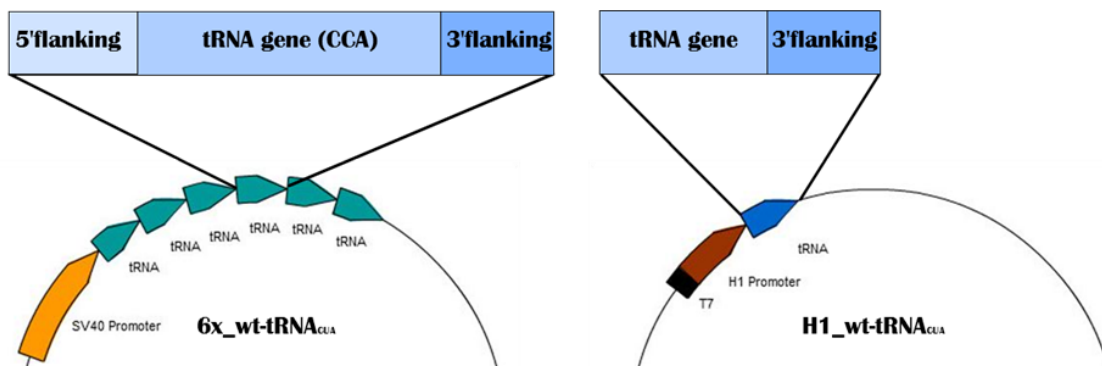 5'flanking tRNA gene (CCA) 3'flanking
tRNA gene 3'flanking
tRNA
tRNA
tRNA
tRNA
tRNA
tRNA
SV40 Promoter
6x_wt-tRNACUA
tRNA
H1 Promoter
T7
H1_wt-tRNACUA